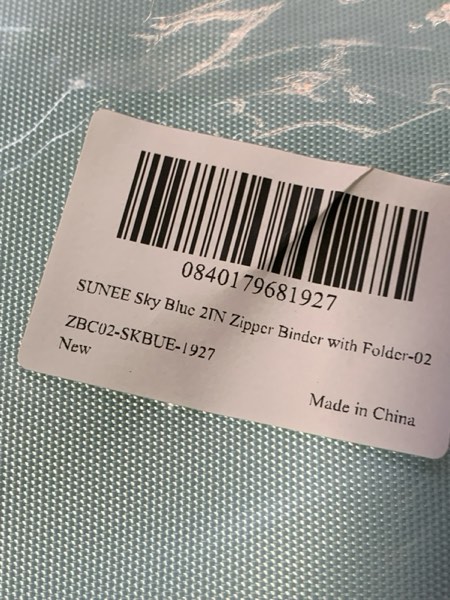 0840179681927
SUNEE Sky Blue 2IN Zipper Binder with Folder-02
ZBC02-SKBUE-1927
New
Made in China